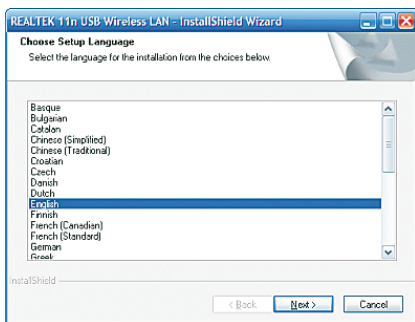 REALTEK 11n USB Wireless LAN - InstallShield Wizard
Choose Setup Language
Select the language for the installation from the choices below.
Basque
Bulgarian
Catalan
Chinese (Simplified)
Chinese (Traditional)
Croatian
Czech
Danish
Dutch
English
Finnish
French (Canadian)
French (Standard)
German
Greek
InstallShield
< Back
Next >
Cancel